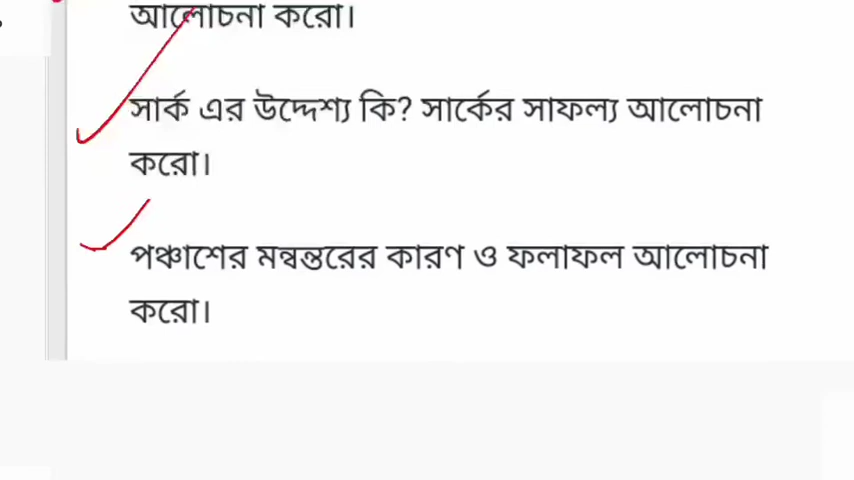 আলোচনা করো।
সার্ক এর উদ্দেশ্য কি? সার্কের সাফল্য আলোচনা
করো।
পঞ্চাশের মন্বন্তরের কারণ ও ফলাফল আলোচনা
করো।